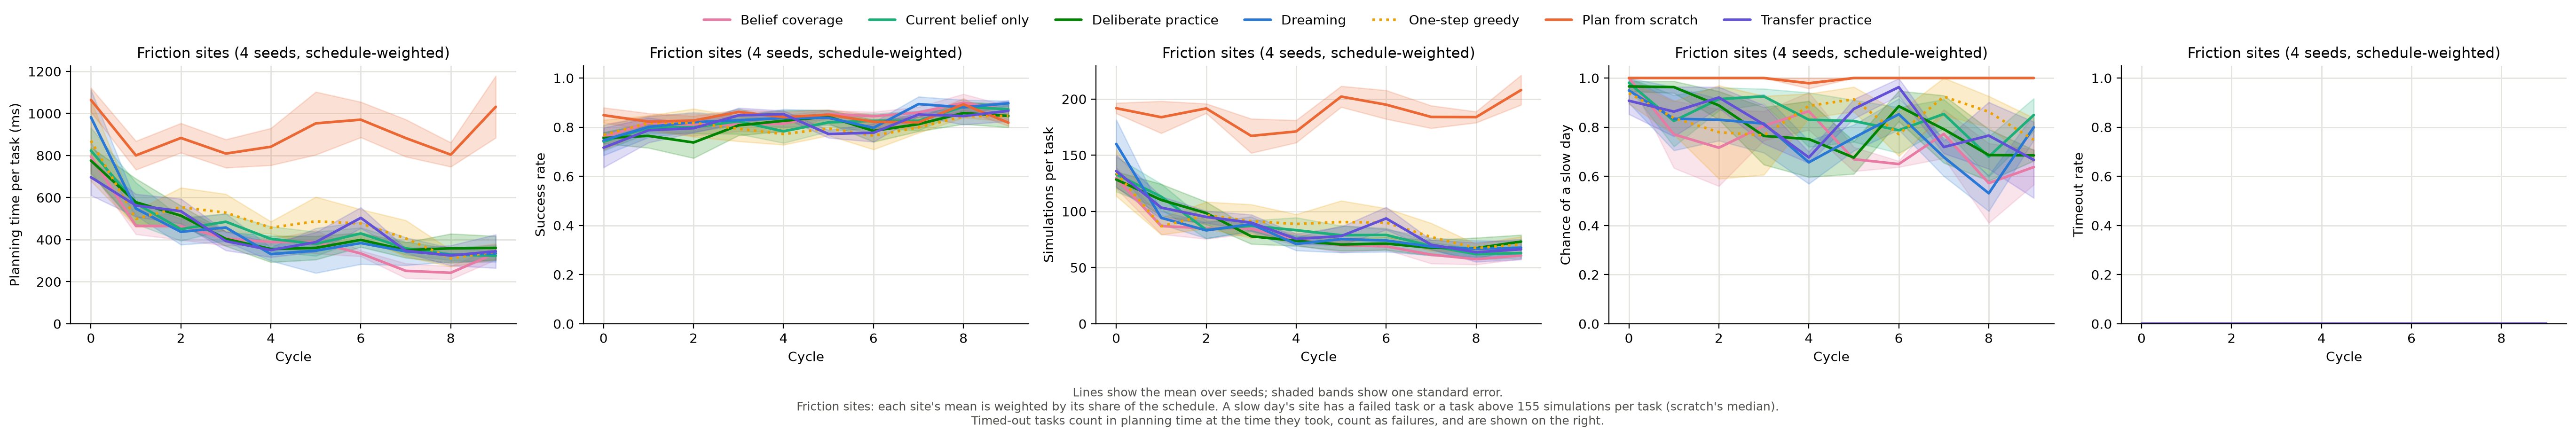 Belief coverage Current belief only Deliberate practice Dreaming One-step greedy Plan from scratch Transfer practice
Friction sites (4 seeds, schedule-weighted)
Planning time per task (ms)
1200
1000
800
600
400
200
0
0 2 4 6 8
Cycle
Friction sites (4 seeds, schedule-weighted)
Success rate
1.0
0.8
0.6
0.4
0.2
0.0
0 2 4 6 8
Cycle
Friction sites (4 seeds, schedule-weighted)
Simulations per task
200
150
100
50
0
0 2 4 6 8
Cycle
Friction sites (4 seeds, schedule-weighted)
Chance of a slow day
1.0
0.8
0.6
0.4
0.2
0.0
0 2 4 6 8
Cycle
Friction sites (4 seeds, schedule-weighted)
Timeout rate
1.0
0.8
0.6
0.4
0.2
0.0
0 2 4 6 8
Cycle
Lines show the mean over seeds; shaded bands show one standard error.
Friction sites: each site's mean is weighted by its share of the schedule. A slow day's site has a failed task or a task above 155 simulations per task (scratch's median).
Timed-out tasks count in planning time at the time they took, count as failures, and are shown on the right.